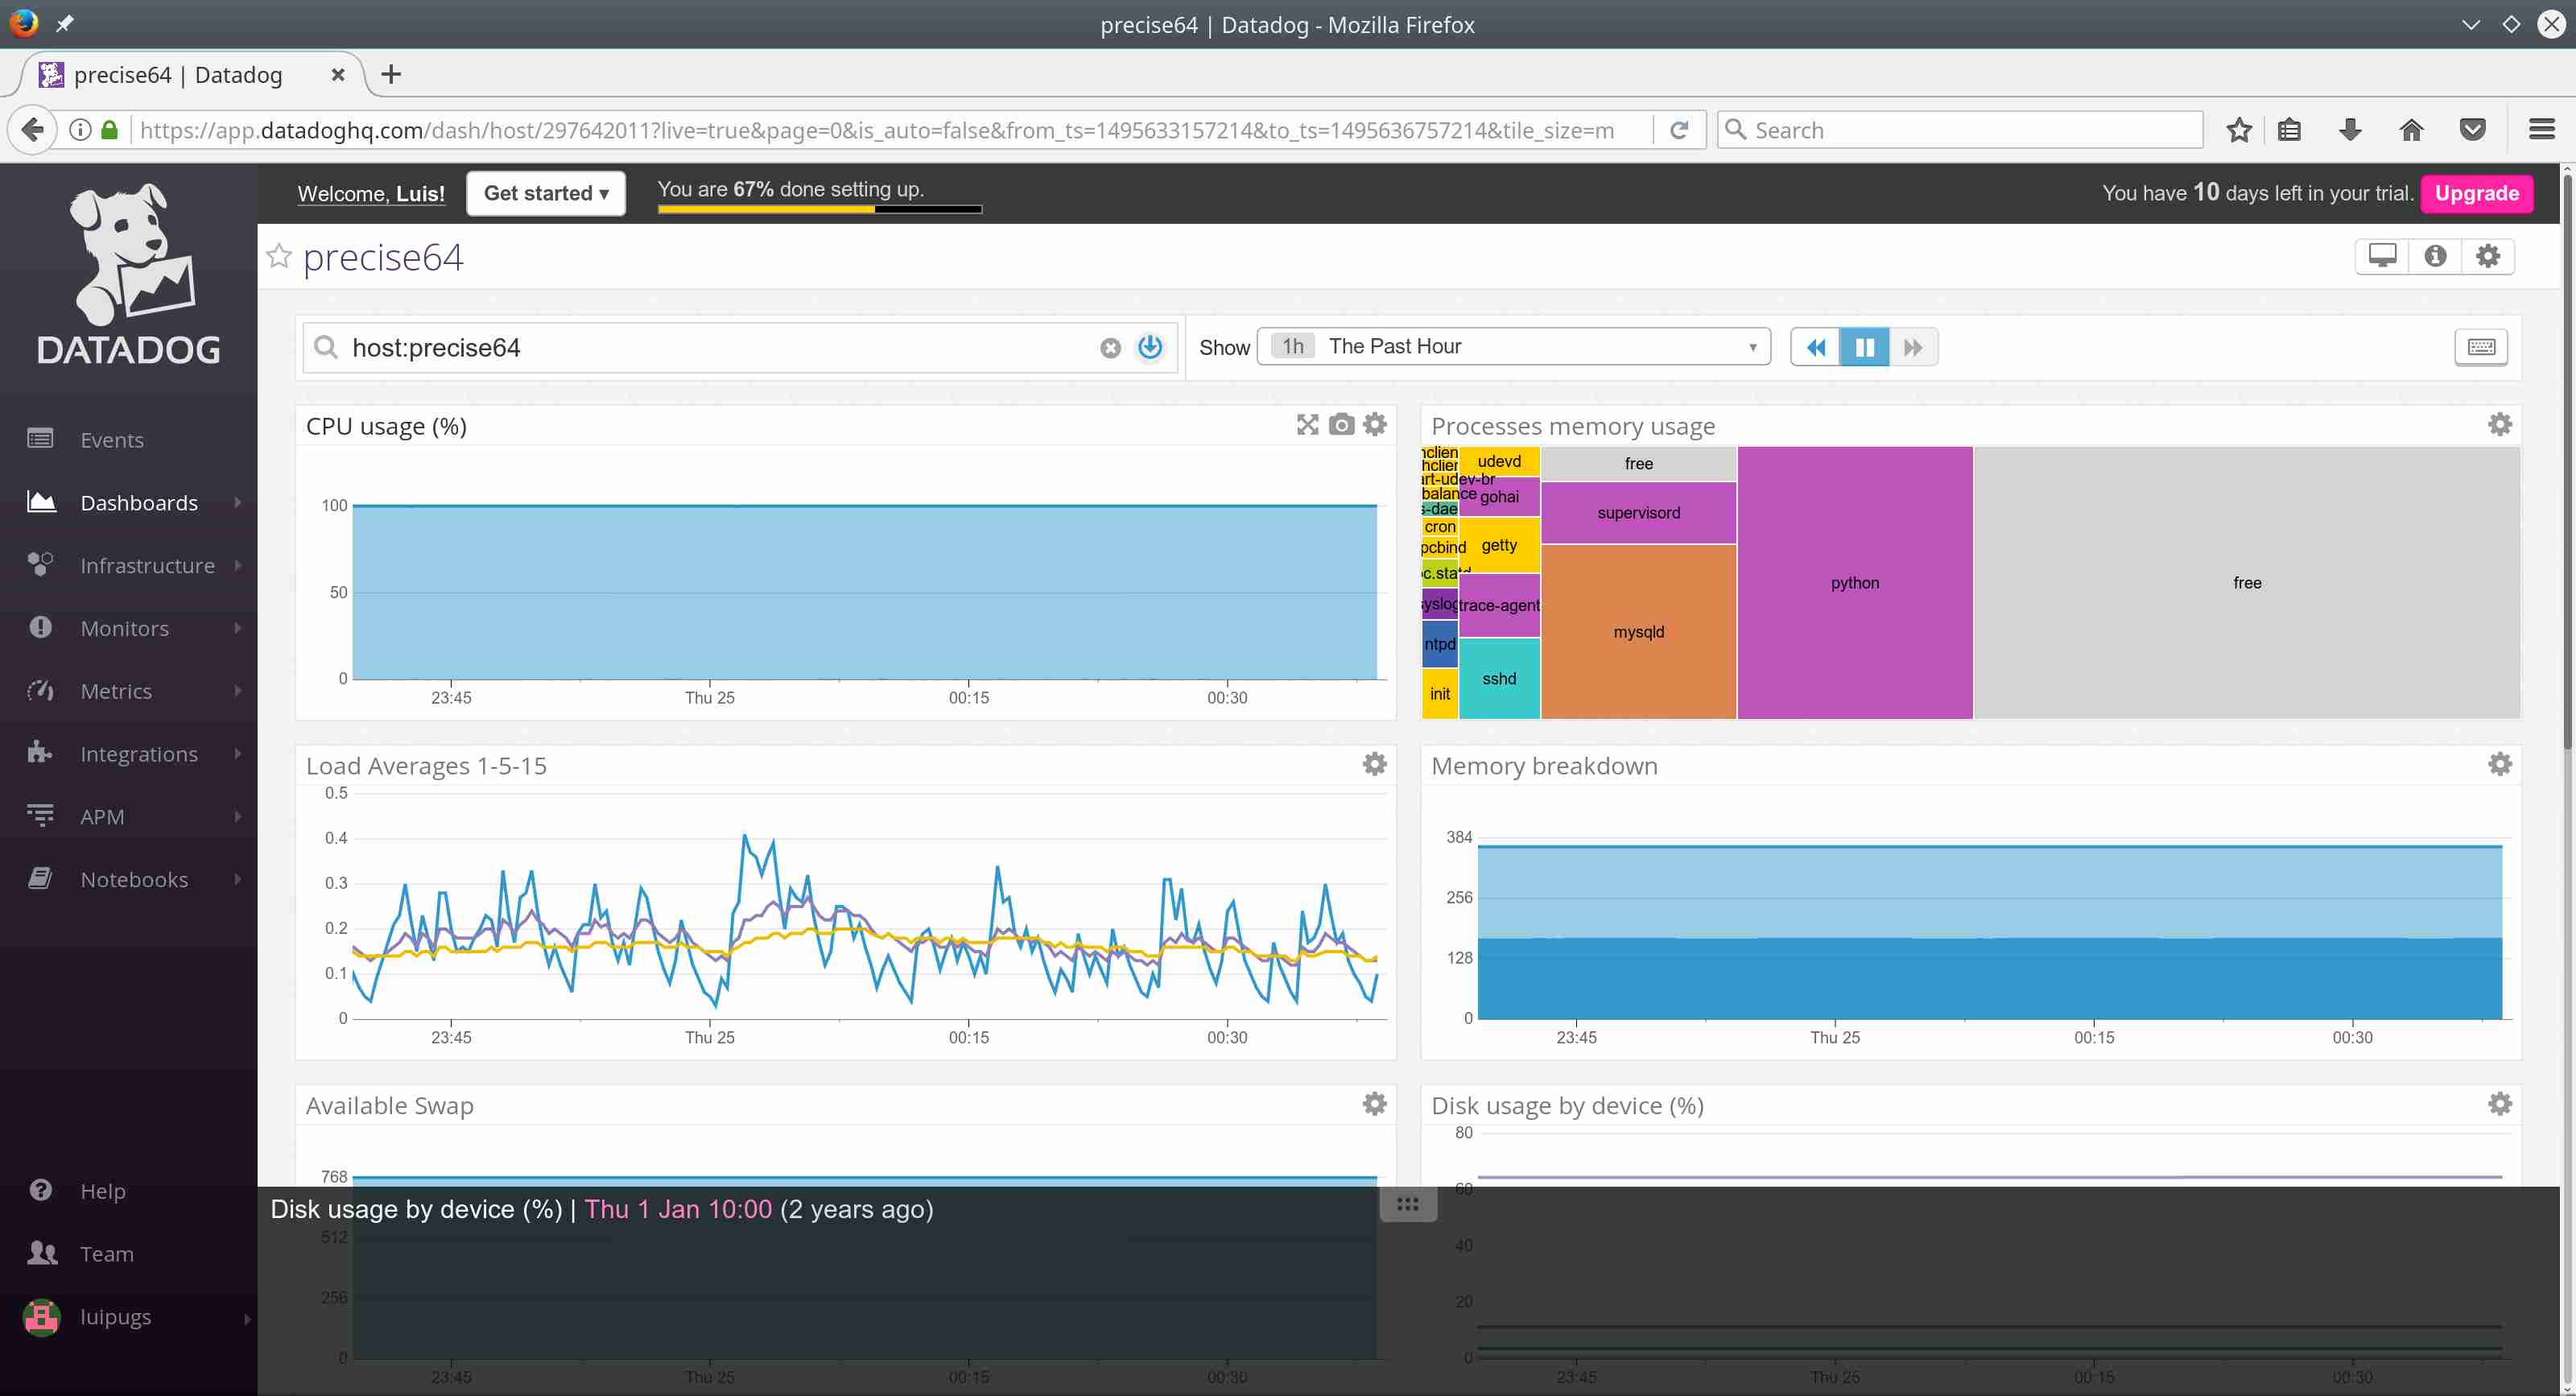 precise64 | Datadog - Mozilla Firefox
precise64 | Datadog
https://app.datadoghq.com/dash/host/297642011?live=true&page=0&is_auto=false&from_ts=1495633157214&to_ts=1495636757214&tile_size=m
Search
DATADOG
Welcome, Luis!
Get started ▾
You are 67% done setting up.
You have 10 days left in your trial.
Upgrade
precise64
host:precise64
Show
1h The Past Hour
Events
Dashboards
Infrastructure
Monitors
Metrics
Integrations
APM
Notebooks
Help
Team
luipugs
CPU usage (%)
100
50
0
23:45 Thu 25 00:15 00:30
Processes memory usage
udevd
gohai
balance
cron
getty
trace-agent
ntpd
init
sshd
free
supervisord
mysqld
python
free
Load Averages 1-5-15
0.5
0.4
0.3
0.2
0.1
0
23:45 Thu 25 00:15 00:30
Memory breakdown
384
256
128
0
23:45 Thu 25 00:15 00:30
Available Swap
768
512
256
0
23:45 Thu 25 00:15 00:30
Disk usage by device (%)
80
60
40
20
0
23:45 Thu 25 00:15 00:30
Disk usage by device (%) | Thu 1 Jan 10:00 (2 years ago)